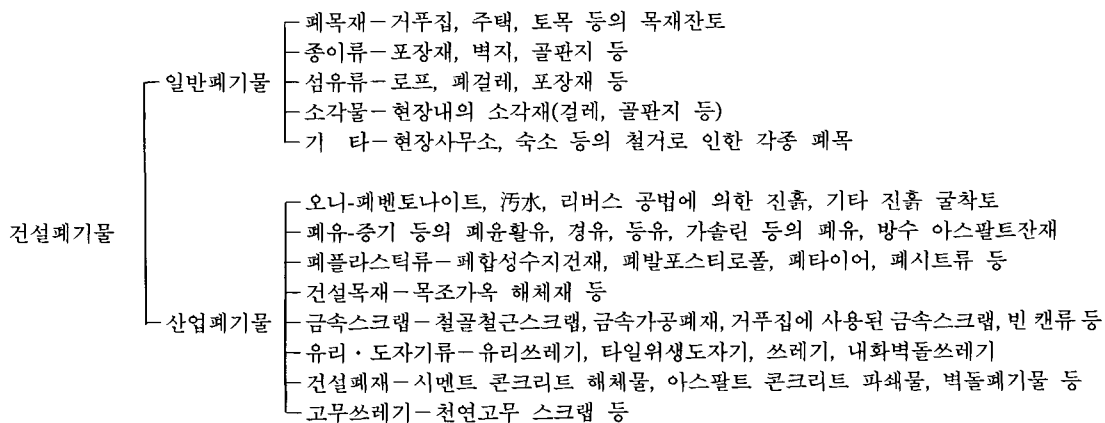 폐목재－거푸집, 주택, 토목 등의 목재잔토
종이류－포장재, 벽지, 골판지 등
일반폐기물
섬유류－로프, 폐걸레, 포장재 등
소각물－현장내의 소각재(걸레, 골판지 등)
기 타－현장사무소, 숙소 등의 철거로 인한 각종 폐목
건설폐기물
오니-폐벤토나이트, 汚水, 리버스 공법에 의한 진흙, 기타 진흙 굴착토
폐유-중기 등의 폐윤활유, 경유, 등유, 가솔린 등의 폐유, 방수 아스팔트잔재
폐플라스틱류－폐합성수지건재, 폐발포스티로폴, 폐타이어, 폐시트류 등
건설목재－목조가옥 해체재 등
산업폐기물
금속스크랩－철골철근스크랩, 금속가공폐재, 거푸집에 사용된 금속스크랩, 빈 캔류 등
유리·도자기류－유리쓰레기, 타일위생도자기, 쓰레기, 내화벽돌쓰레기
건설폐재－시멘트 콘크리트 해체물, 아스팔트 콘크리트 파쇄물, 벽돌폐기물 등
고무쓰레기－천연고무 스크랩 등